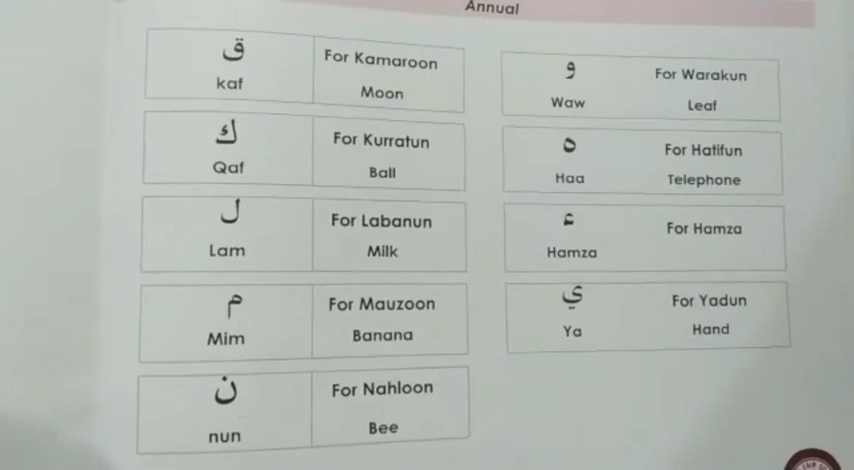 Annual
ق
kaf
For Kamaroon
Moon
ك
Qaf
For Kurratun
Ball
ل
Lam
For Labanun
Milk
م
Mim
For Mauzoon
Banana
ن
nun
For Nahloon
Bee
و
Waw
For Warakun
Leaf
ه
Haa
For Hatifun
Telephone
ء
Hamza
For Hamza
ي
Ya
For Yadun
Hand